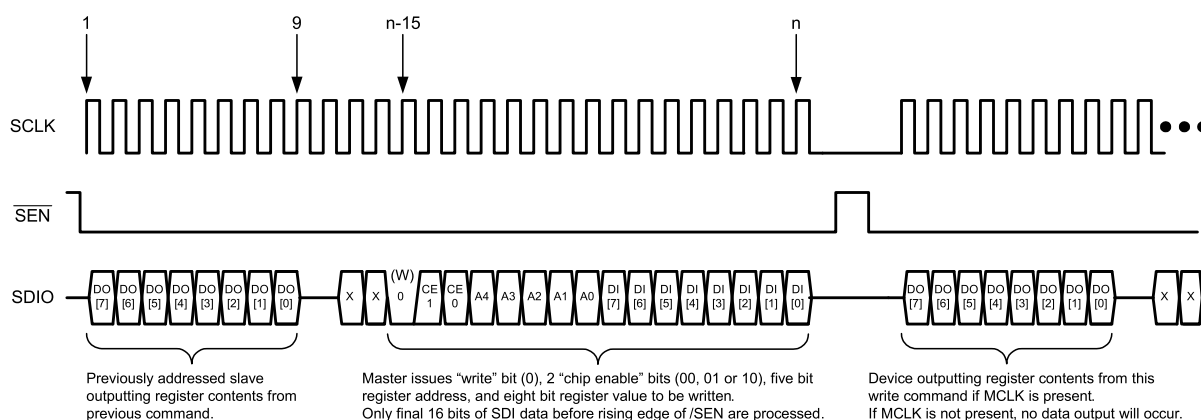 1 9 n-15 n
SCLK
SEN
(W)
SDIO DO [7] DO [6] DO [5] DO [4] DO [3] DO [2] DO [1] DO [0] X X 0 CE 1 CE 0 A4 A3 A2 A1 A0 DI [7] DI [6] DI [5] DI [4] DI [3] DI [2] DI [1] DI [0] DO [7] DO [6] DO [5] DO [4] DO [3] DO [2] DO [1] DO [0] X X
Previously addressed slave
outputting register contents from
previous command.
Master issues “write” bit (0), 2 “chip enable” bits (00, 01 or 10), five bit
register address, and eight bit register value to be written.
Only final 16 bits of SDI data before rising edge of /SEN are processed.
Device outputting register contents from this
write command if MCLK is present.
If MCLK is not present, no data output will occur.